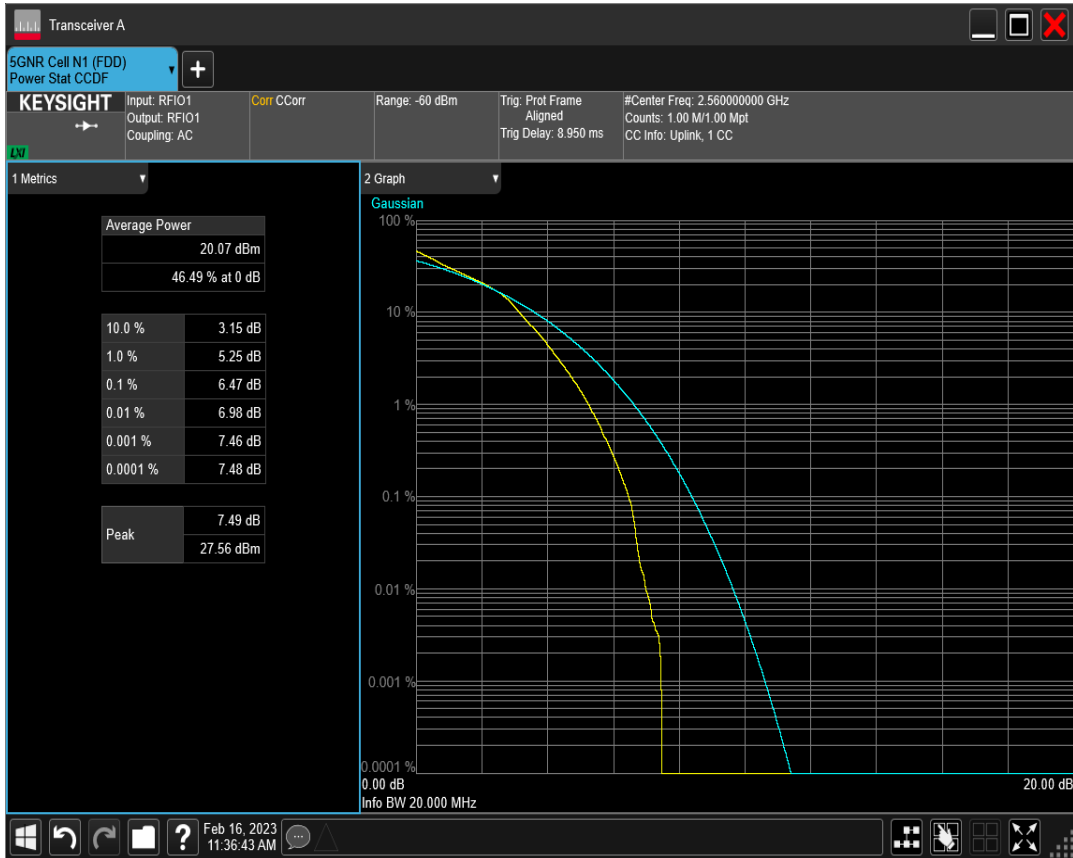 Transceiver A
5GNR Cell N1 (FDD)
Power Stat CCDF
+
KEYSIGHT
LXI
Input: RFIO1
Output: RFIO1
Coupling: AC
Corr CCorr
Range: -60 dBm
Trig: Prot Frame
Aligned
Trig Delay: 8.950 ms
#Center Freq: 2.560000000 GHz
Counts: 1.00 M/1.00 Mpt
CC Info: Uplink, 1 CC
1 Metrics
Average Power
20.07 dBm
46.49 % at 0 dB
10.0 % 3.15 dB
1.0 % 5.25 dB
0.1 % 6.47 dB
0.01 % 6.98 dB
0.001 % 7.46 dB
0.0001 % 7.48 dB
Peak
7.49 dB
27.56 dBm
2 Graph
Gaussian
100 %
10 %
1 %
0.1 %
0.01 %
0.001 %
0.0001 %
0.00 dB 20.00 dB
Info BW 20.000 MHz
?
Feb 16, 2023
11:36:43 AM